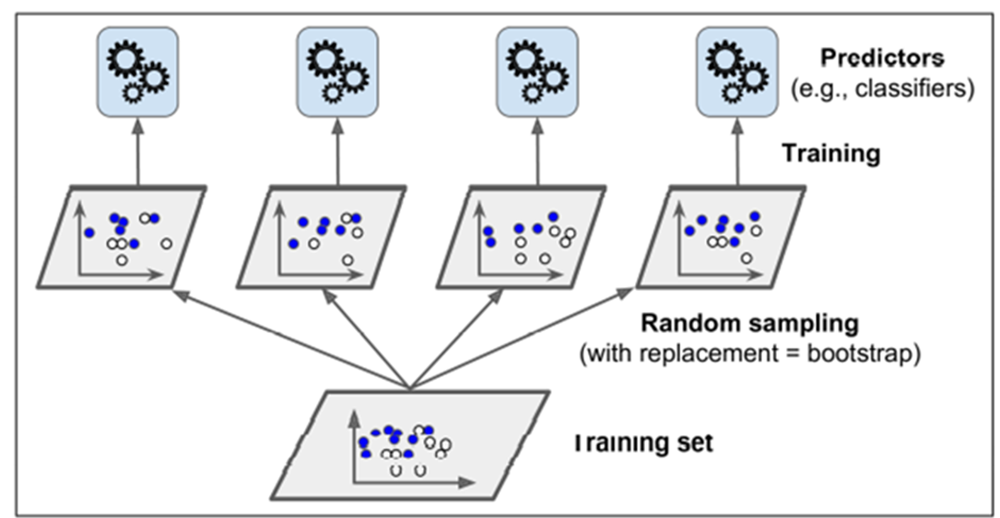 Predictors
(e.g., classifiers)
Training
Random sampling
(with replacement = bootstrap)
Training set